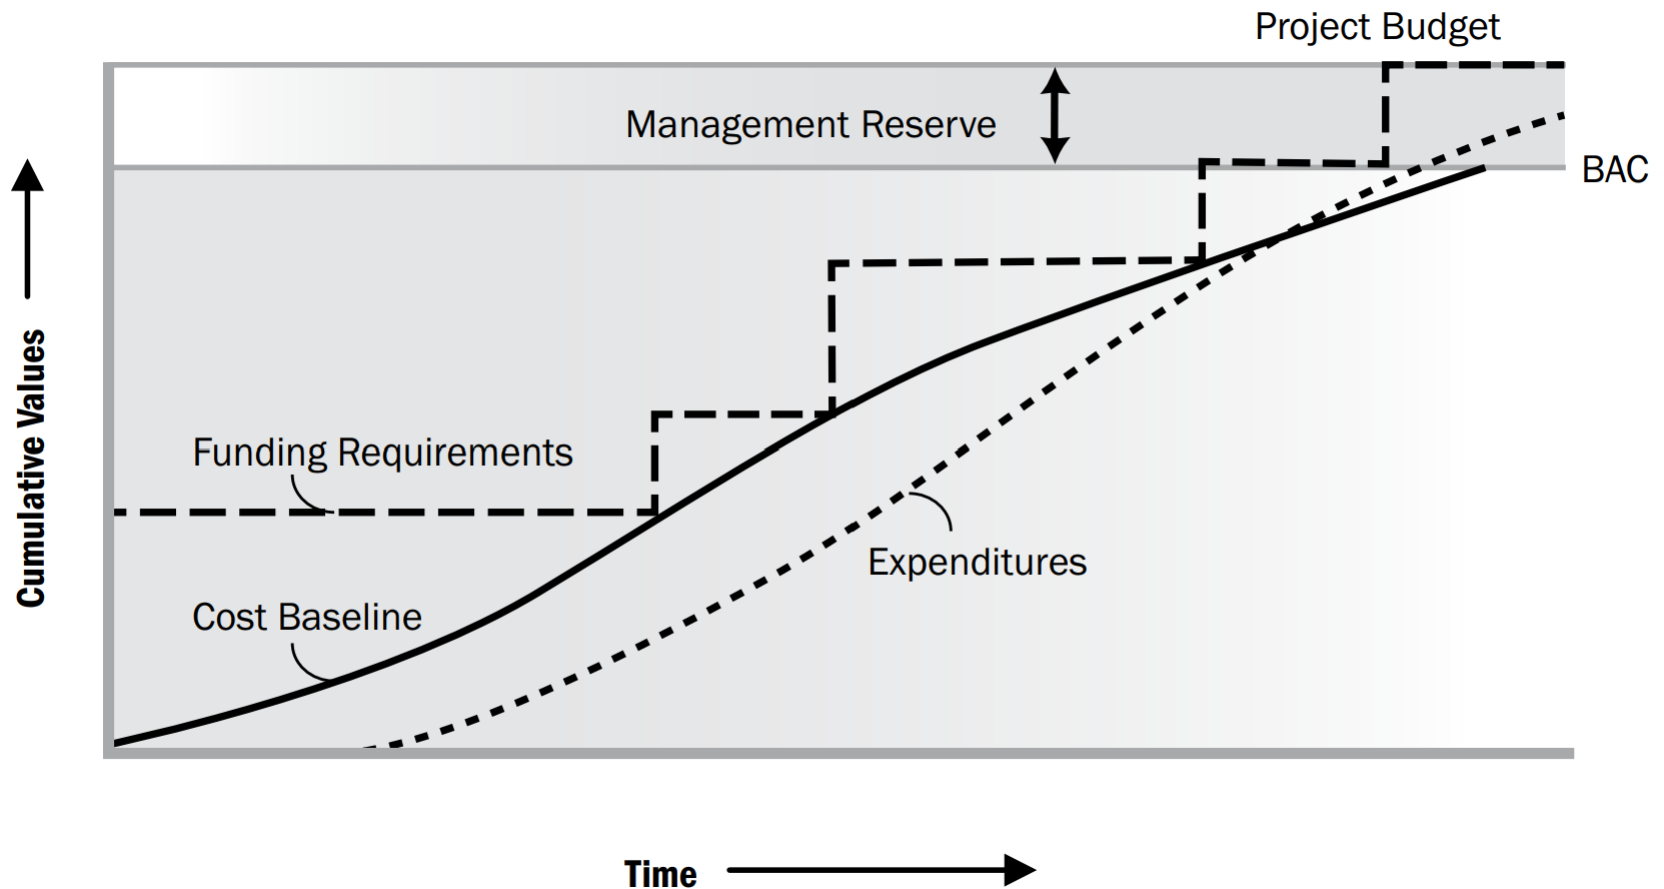 Project Budget
Management Reserve
BAC
Cumulative Values
Funding Requirements
Expenditures
Cost Baseline
Time